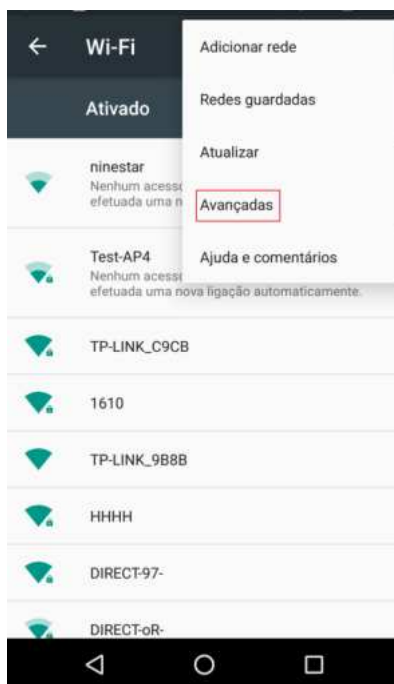 Wi-Fi
Adicionar rede
Ativado
Redes guardadas
Atualizar
ninestar
Nenhum acess
efetuada uma n
Avançadas
Test-AP4
Ajuda e comentários
Nenhum acess
efetuada uma nova ligação automaticamente.
TP-LINK_C9CB
1610
TP-LINK_9B8B
HHHH
DIRECT-97-
DIRECT-oR-